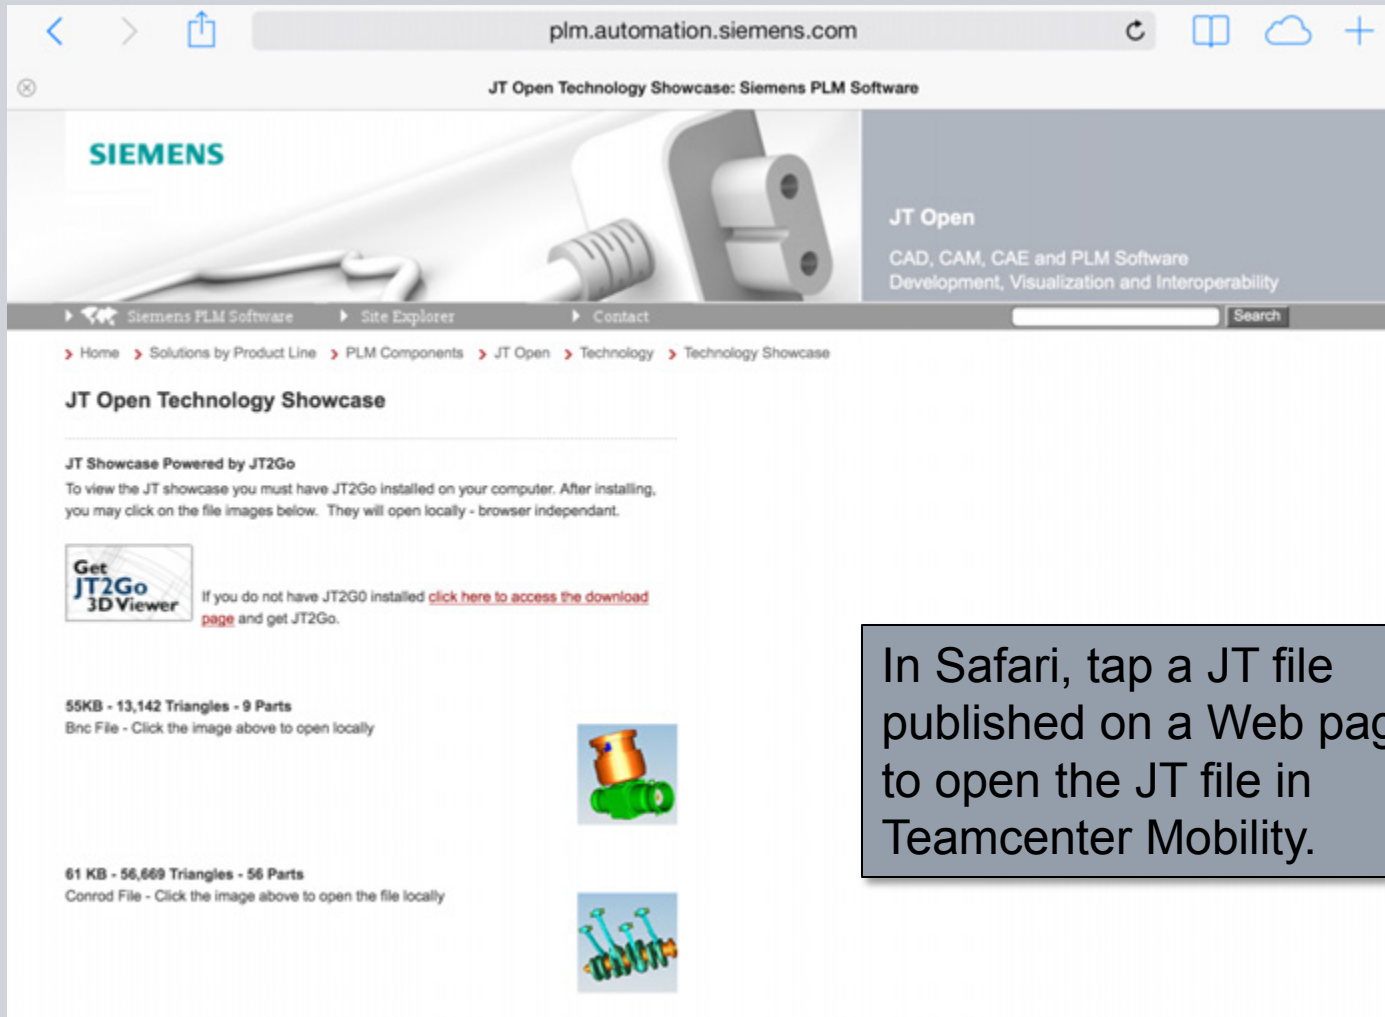 plm.automation.siemens.com
JT Open Technology Showcase: Siemens PLM Software
SIEMENS
JT Open
CAD, CAM, CAE and PLM Software
Development, Visualization and Interoperability
Siemens PLM Software Site Explorer Contact Search
Home Solutions by Product Line PLM Components JT Open Technology Technology Showcase
JT Open Technology Showcase
JT Showcase Powered by JT2Go
To view the JT showcase you must have JT2Go installed on your computer. After installing,
you may click on the file images below. They will open locally - browser independant.
Get
JT2Go
3D Viewer
If you do not have JT2G0 installed click here to access the download
page and get JT2Go.
55KB - 13,142 Triangles - 9 Parts
Bnc File - Click the image above to open locally
61 KB - 56,669 Triangles - 56 Parts
Conrod File - Click the image above to open the file locally
In Safari, tap a JT file
published on a Web pag
to open the JT file in
Teamcenter Mobility.